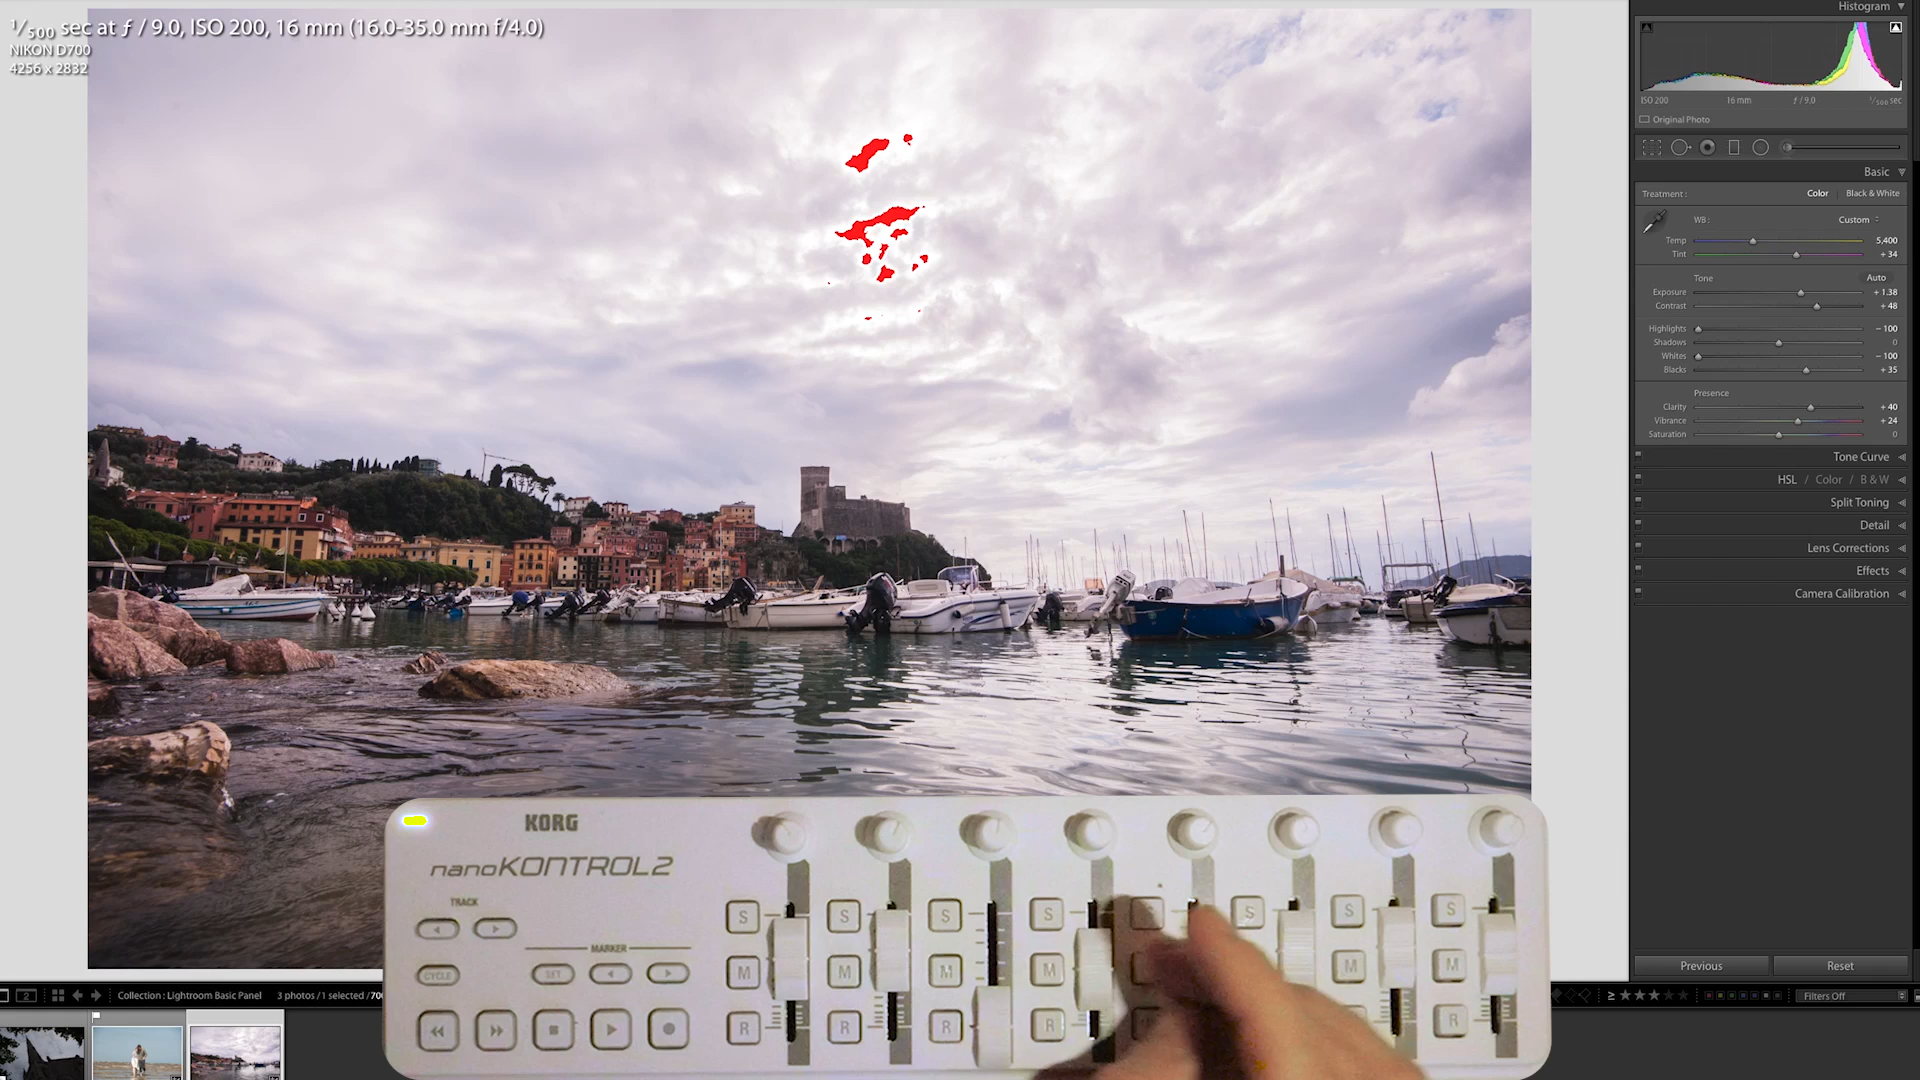 1/500 sec at ƒ / 9.0, ISO 200, 16 mm (16.0-35.0 mm f/4.0)
NIKON D700
4256 x 2832
Histogram
ISO 200 16 mm ƒ / 9.0 1/500 sec
Original Photo
Basic
Treatment : Color Black & White
WB : Custom
Temp 5,400
Tint + 34
Tone Auto
Exposure + 1.38
Contrast + 48
Highlights − 100
Shadows 0
Whites − 100
Blacks + 35
Presence
Clarity + 40
Vibrance + 24
Saturation 0
Tone Curve
HSL / Color / B & W
Split Toning
Detail
Lens Corrections
Effects
Camera Calibration
Previous Reset
KORG
nanoKONTROL2
TRACK
MARKER
CYCLE SET
S S S S S S S
M M M M M M
R R R R R
2 Collection : Lightroom Basic Panel 3 photos / 1 selected / 700
≥ Filters Off